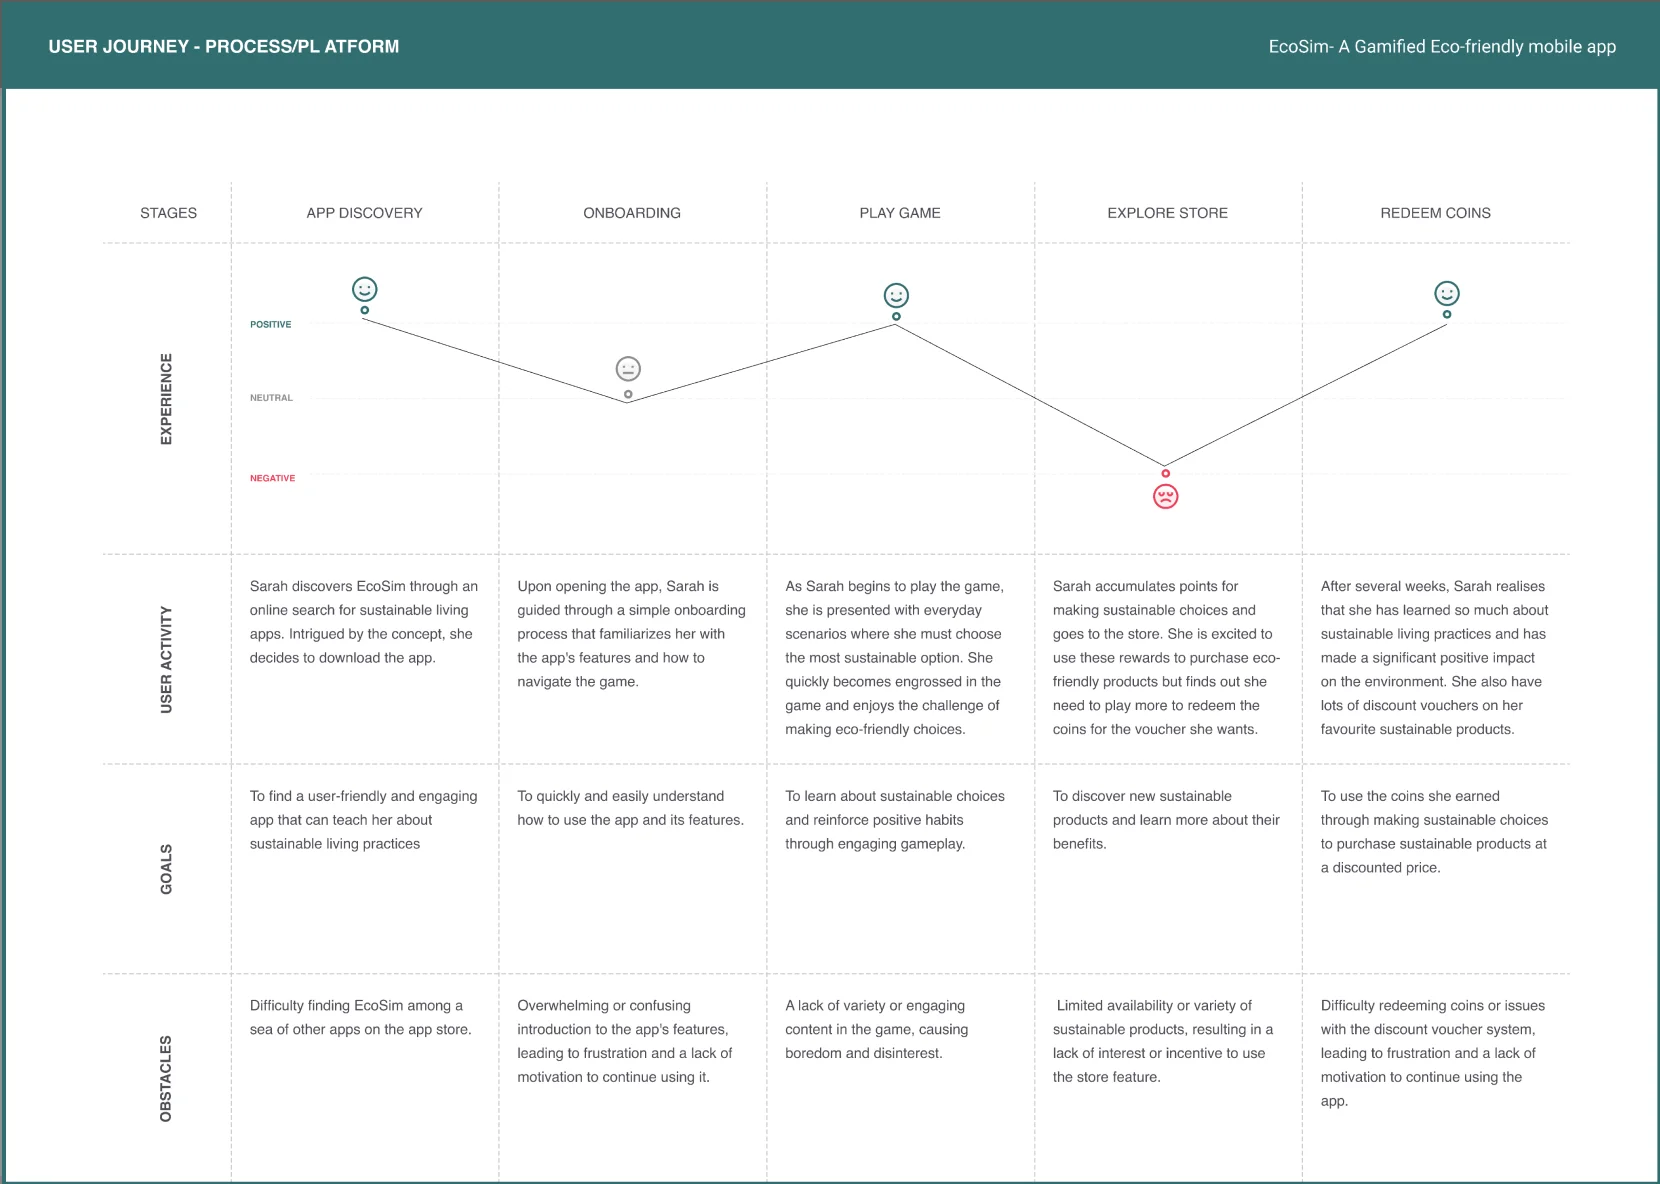 USER JOURNEY - PROCESS/PL ATFORM
EcoSim- A Gamified Eco-friendly mobile app
STAGES
APP DISCOVERY
ONBOARDING
PLAY GAME
EXPLORE STORE
REDEEM COINS
EXPERIENCE
POSITIVE
NEUTRAL
NEGATIVE
USER ACTIVITY
Sarah discovers EcoSim through an
online search for sustainable living
apps. Intrigued by the concept, she
decides to download the app.
Upon opening the app, Sarah is
guided through a simple onboarding
process that familiarizes her with
the app's features and how to
navigate the game.
As Sarah begins to play the game,
she is presented with everyday
scenarios where she must choose
the most sustainable option. She
quickly becomes engrossed in the
game and enjoys the challenge of
making eco-friendly choices.
Sarah accumulates points for
making sustainable choices and
goes to the store. She is excited to
use these rewards to purchase eco-
friendly products but finds out she
need to play more to redeem the
coins for the voucher she wants.
After several weeks, Sarah realises
that she has learned so much about
sustainable living practices and has
made a significant positive impact
on the environment. She also have
lots of discount vouchers on her
favourite sustainable products.
GOALS
To find a user-friendly and engaging
app that can teach her about
sustainable living practices
To quickly and easily understand
how to use the app and its features.
To learn about sustainable choices
and reinforce positive habits
through engaging gameplay.
To discover new sustainable
products and learn more about their
benefits.
To use the coins she earned
through making sustainable choices
to purchase sustainable products at
a discounted price.
OBSTACLES
Difficulty finding EcoSim among a
sea of other apps on the app store.
Overwhelming or confusing
introduction to the app's features,
leading to frustration and a lack of
motivation to continue using it.
A lack of variety or engaging
content in the game, causing
boredom and disinterest.
Limited availability or variety of
sustainable products, resulting in a
lack of interest or incentive to use
the store feature.
Difficulty redeeming coins or issues
with the discount voucher system,
leading to frustration and a lack of
motivation to continue using the
app.